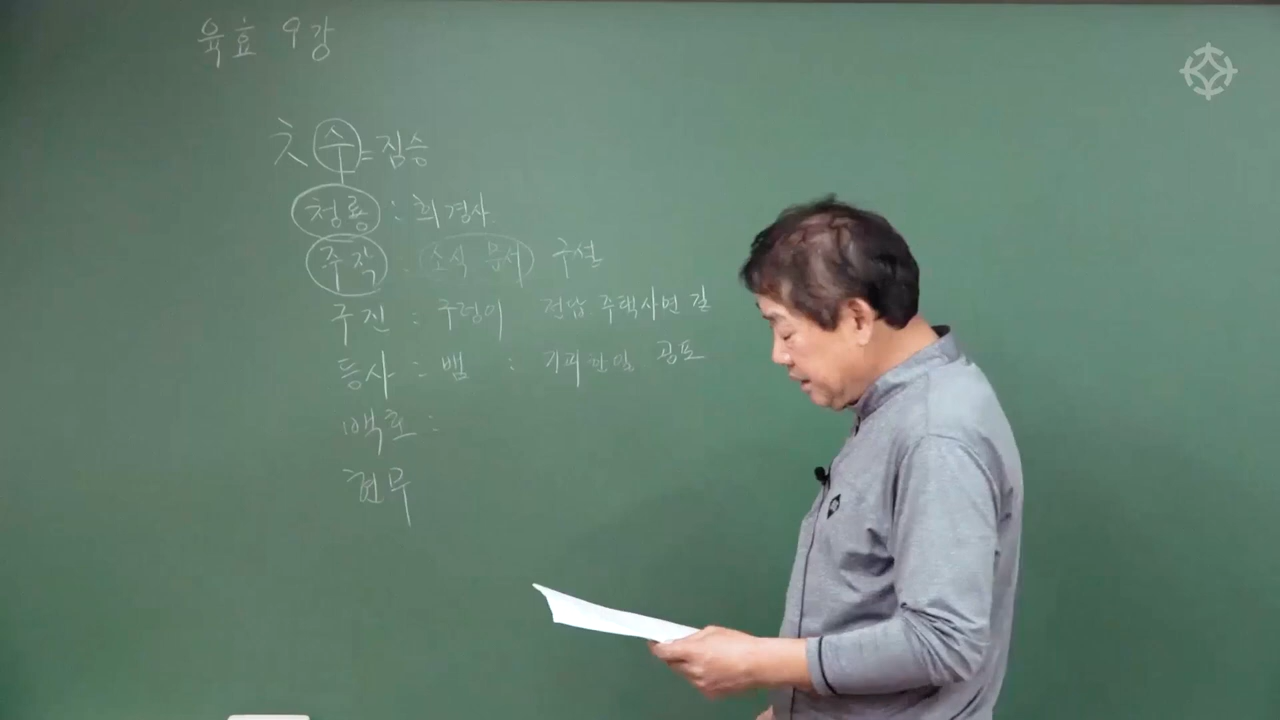 육효 9강
六 수 = 짐승
청룡 : 희경사
주작 : 소식 문서 구설
구진 : 구렁이 전답 주택사변 길
등사 : 뱀 : 기괴한일 공포
백호 :
현무